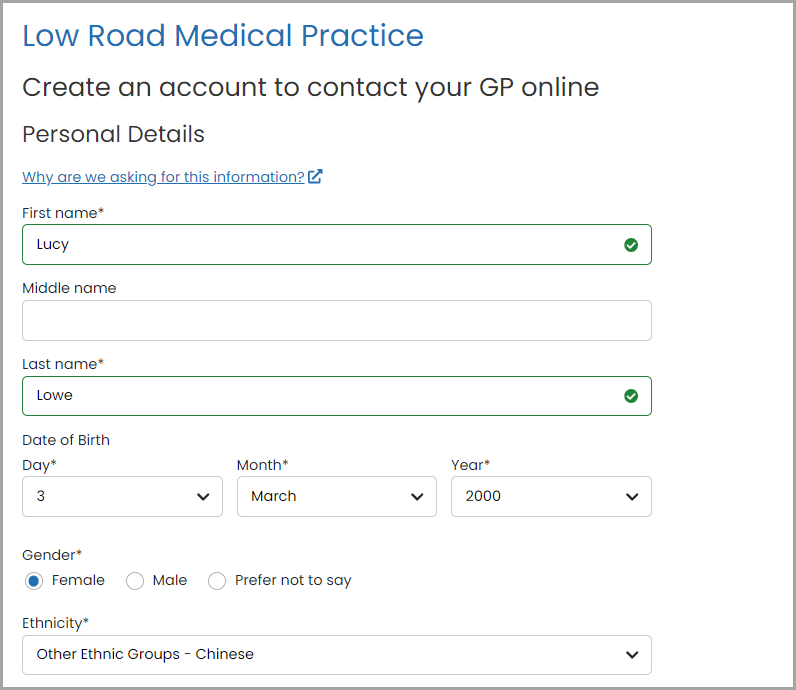 Low Road Medical Practice
Create an account to contact your GP online
Personal Details
Why are we asking for this information?
First name*
Lucy
Middle name
Last name*
Lowe
Date of Birth
Day* Month* Year*
3 March 2000
Gender*
Female Male Prefer not to say
Ethnicity*
Other Ethnic Groups - Chinese